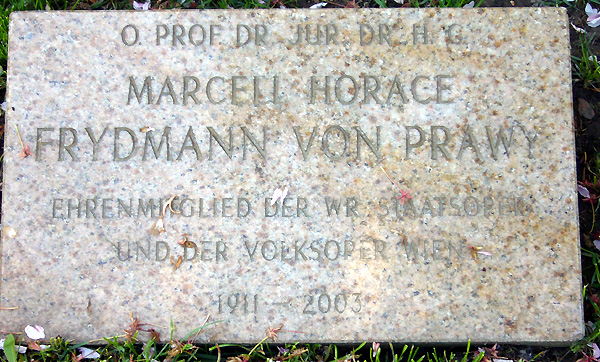 O. PROF. DR. JUR. DR. H. C.
MARCELL HORACE
FRYDMANN VON PRAWY
EHRENMITGLIED DER WR. STAATSOPER
UND DER VOLKSOPER WIEN
1911 – 2003